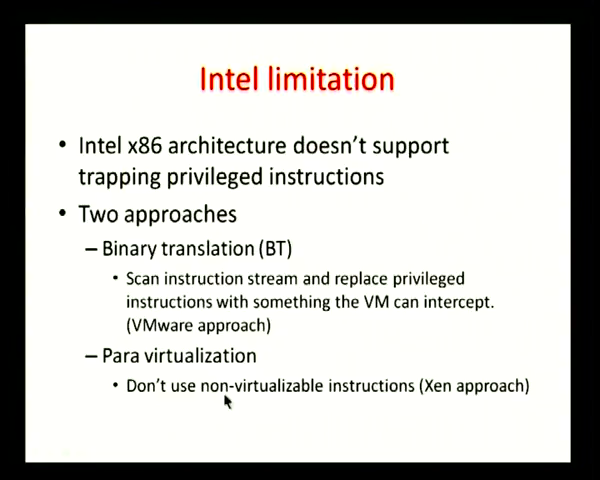 Intel limitation
• Intel x86 architecture doesn't support
trapping privileged instructions
• Two approaches
– Binary translation (BT)
• Scan instruction stream and replace privileged
instructions with something the VM can intercept.
(VMware approach)
– Para virtualization
• Don't use non-virtualizable instructions (Xen approach)